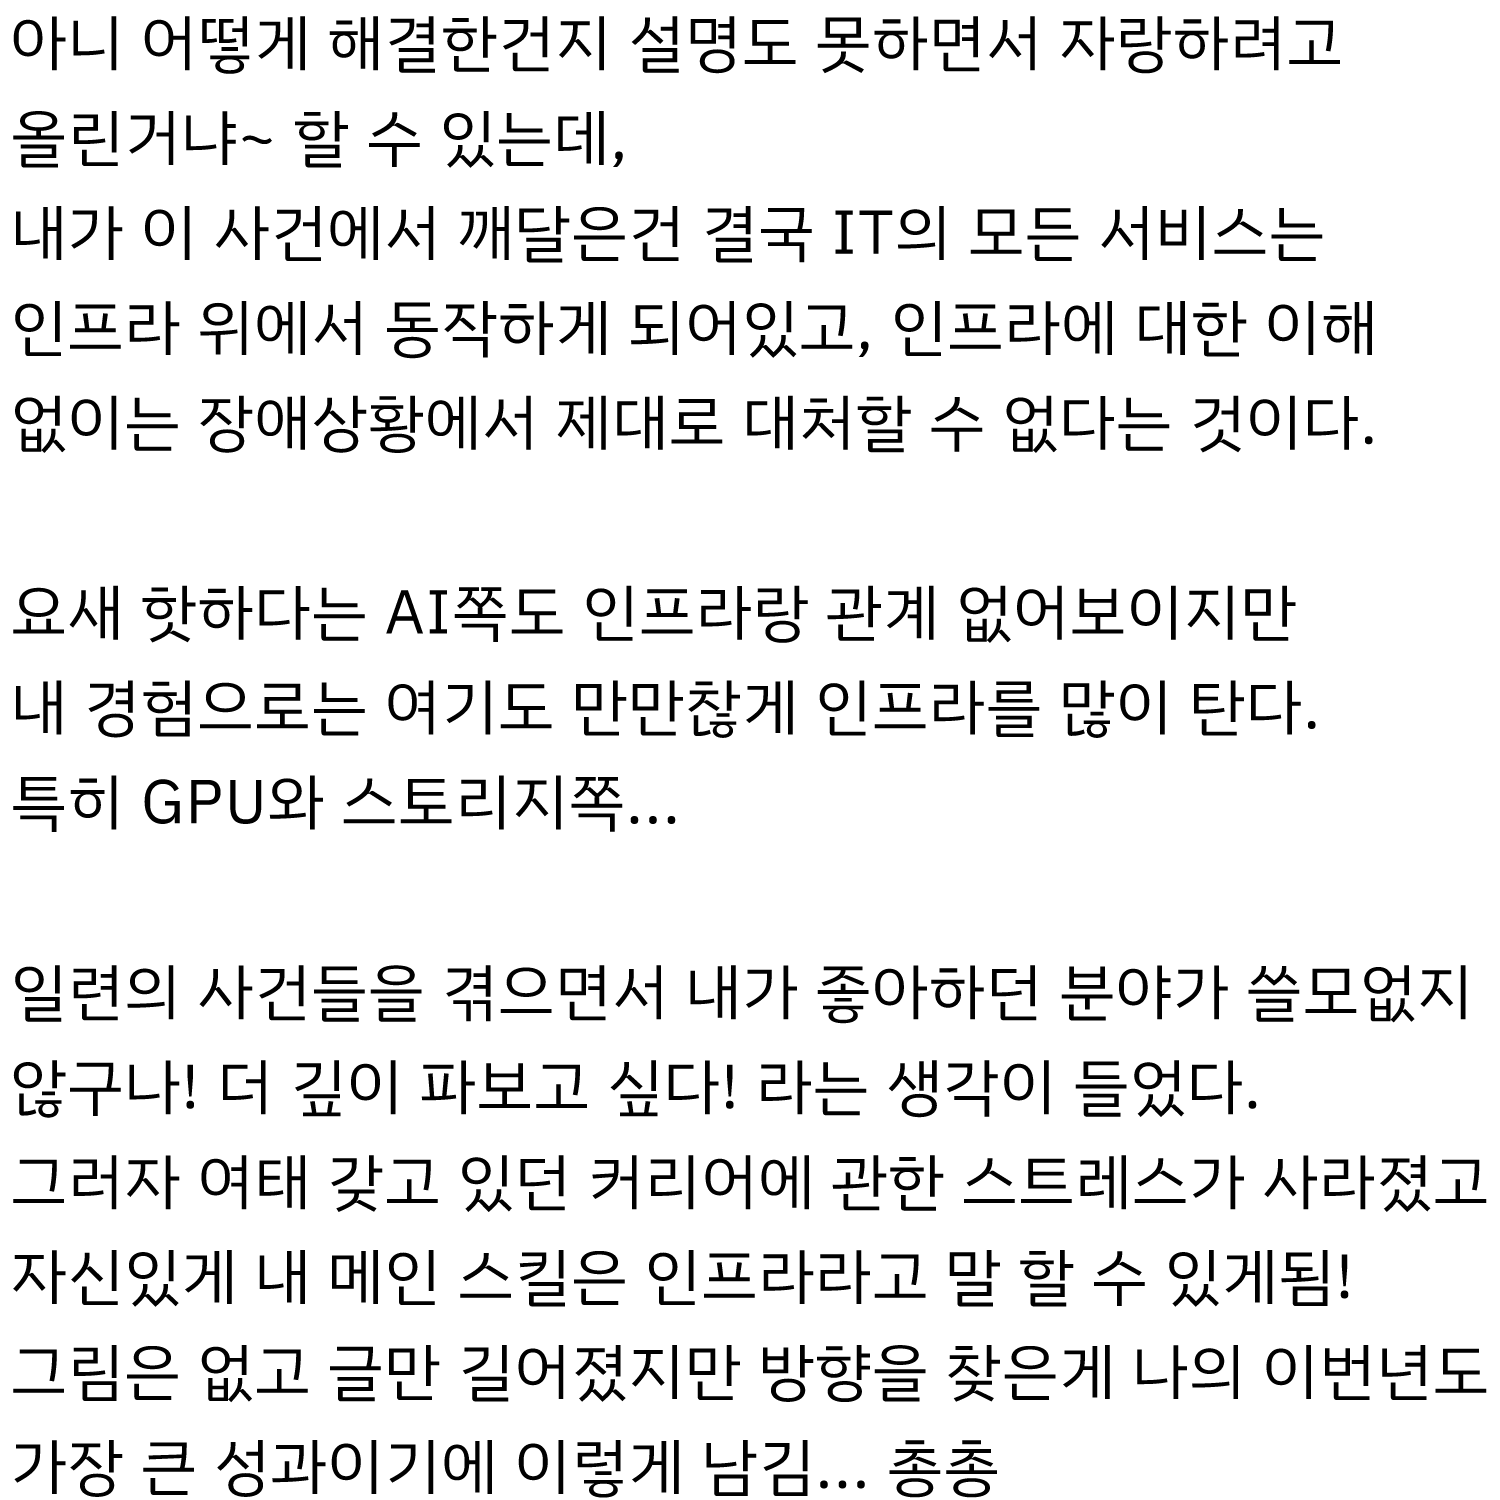 아니 어떻게 해결한건지 설명도 못하면서 자랑하려고
올린거냐~ 할 수 있는데,
내가 이 사건에서 깨달은건 결국 IT의 모든 서비스는
인프라 위에서 동작하게 되어있고, 인프라에 대한 이해
없이는 장애상황에서 제대로 대처할 수 없다는 것이다.
요새 핫하다는 AI쪽도 인프라랑 관계 없어보이지만
내 경험으로는 여기도 만만찮게 인프라를 많이 탄다.
특히 GPU와 스토리지쪽...
일련의 사건들을 겪으면서 내가 좋아하던 분야가 쓸모없지
않구나! 더 깊이 파보고 싶다! 라는 생각이 들었다.
그러자 여태 갖고 있던 커리어에 관한 스트레스가 사라졌고
자신있게 내 메인 스킬은 인프라라고 말 할 수 있게됨!
그림은 없고 글만 길어졌지만 방향을 찾은게 나의 이번년도
가장 큰 성과이기에 이렇게 남김... 총총